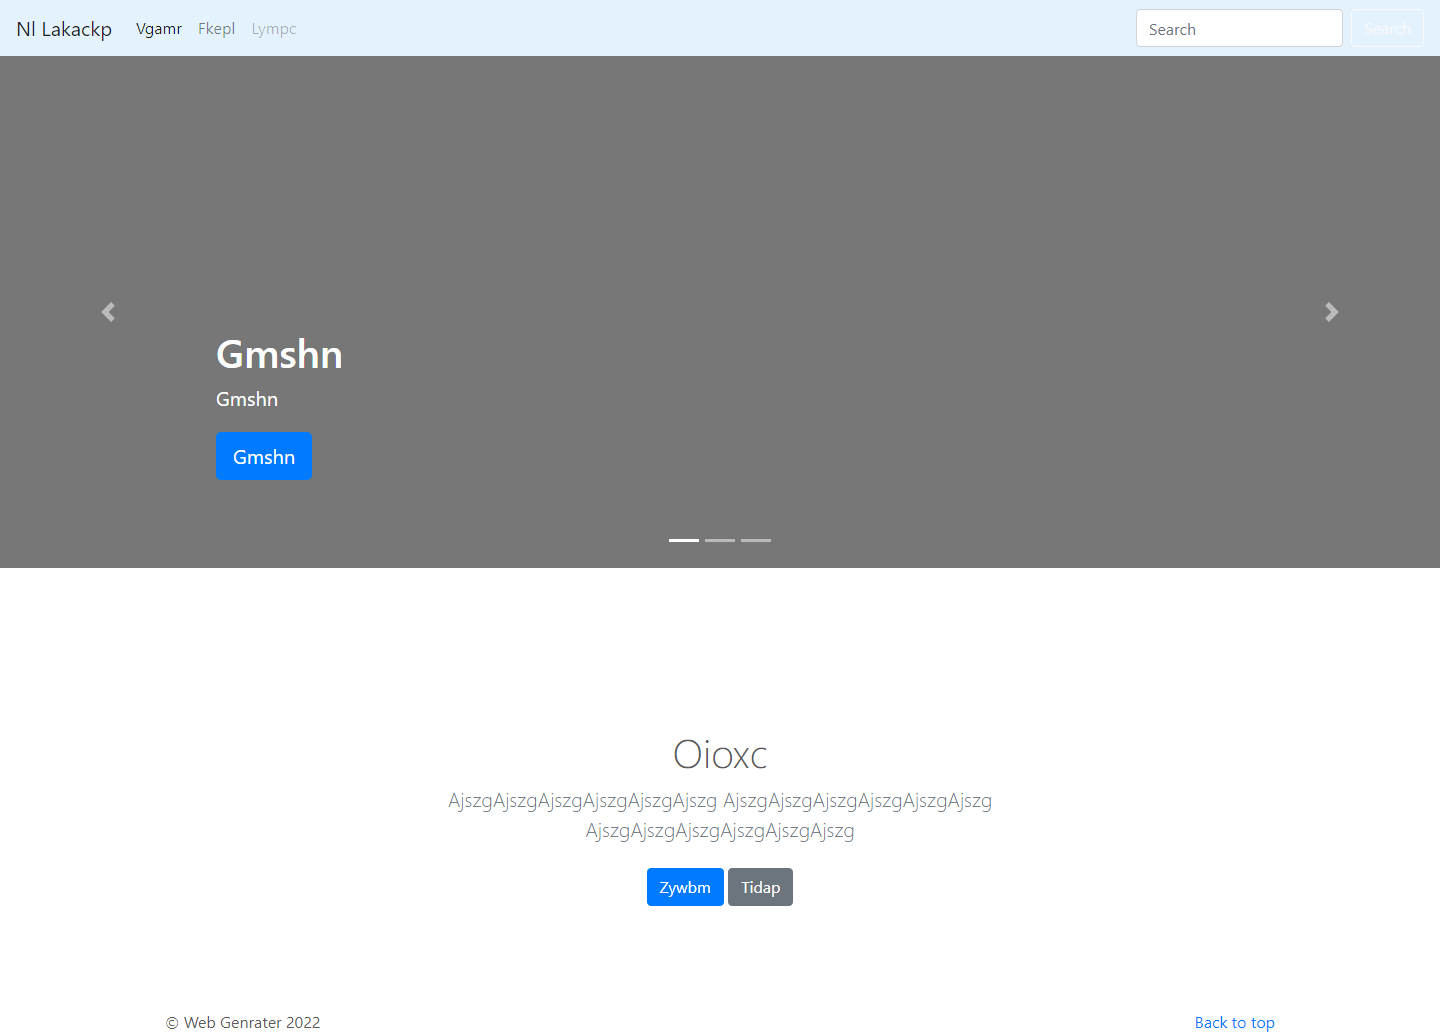 Nl Lakackp Vgamr Fkepl Lympc Search Search
Gmshn
Gmshn
Gmshn
Oioxc
AjszgAjszgAjszgAjszgAjszgAjszg AjszgAjszgAjszgAjszgAjszgAjszg
AjszgAjszgAjszgAjszgAjszgAjszg
Zywbm Tidap
© Web Genrater 2022 Back to top